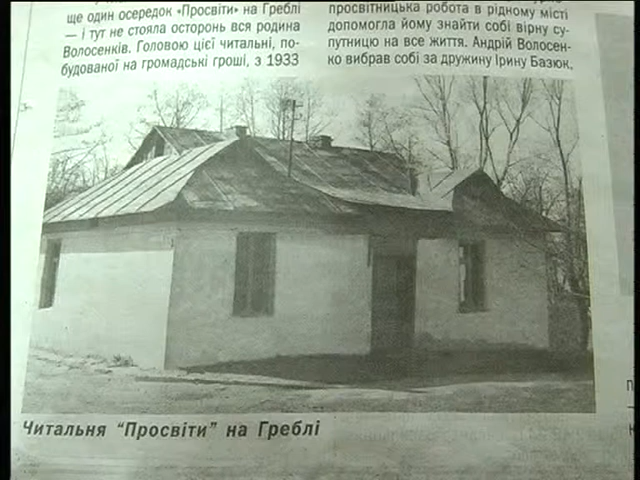 ще один осередок «Просвіти» на Греблі
— і тут не стояла осторонь вся родина
Волосенків. Головою цієї читальні, по-
будованої на громадські гроші, з 1933
просвітницька робота в рідному місті
допомогла йому знайти собі вірну су-
путницю на все життя. Андрій Волосен-
ко вибрав собі за дружину Ірину Базюк,
Читальня “Просвіти” на Греблі